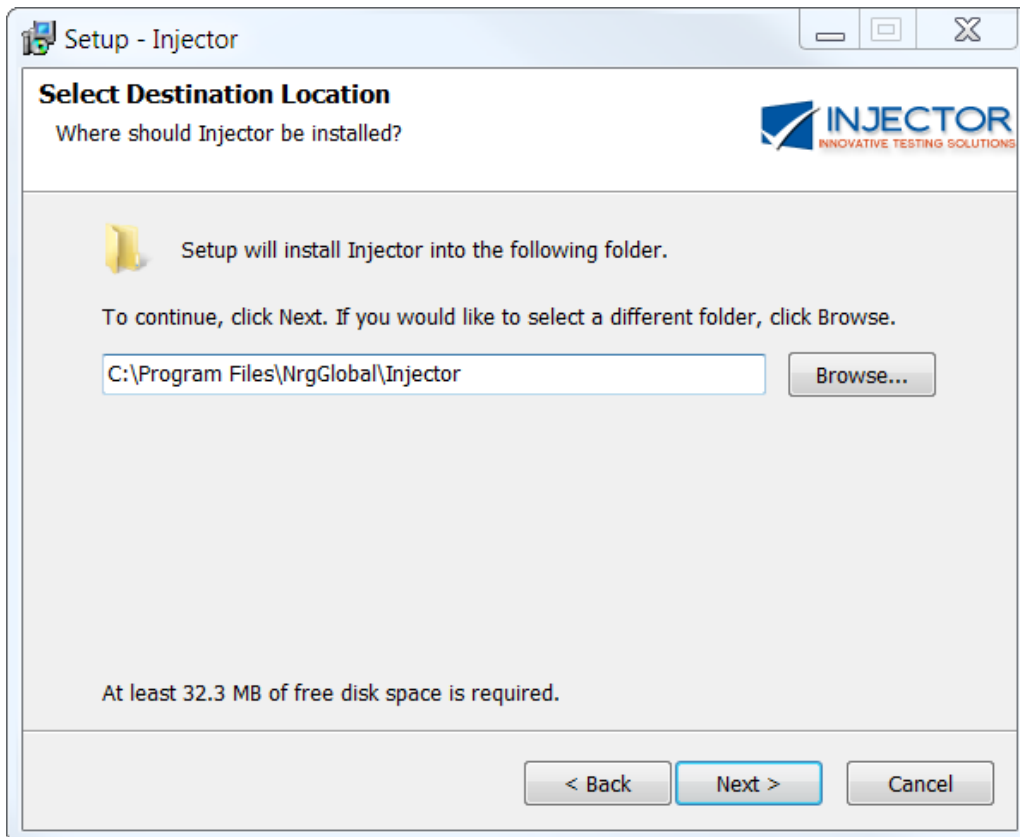 Setup - Injector
Select Destination Location
Where should Injector be installed?
INJECTOR
INNOVATIVE TESTING SOLUTIONS
Setup will install Injector into the following folder.
To continue, click Next. If you would like to select a different folder, click Browse.
C:\Program Files\NrgGlobal\Injector
Browse...
At least 32.3 MB of free disk space is required.
< Back
Next >
Cancel